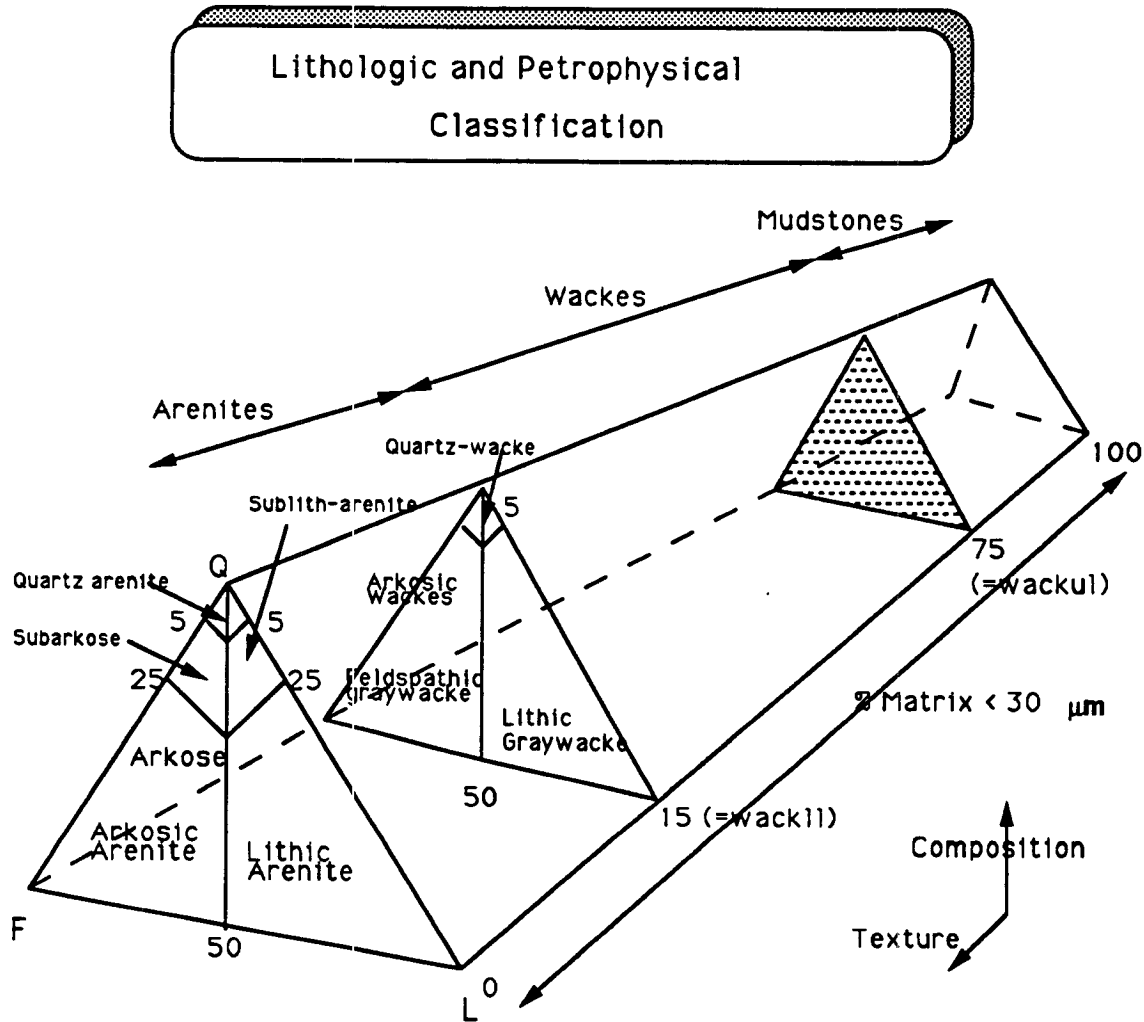 Lithologic and Petrophysical
Classification
Mudstones
Wackes
Arenites
Quartz-wacke
100
Sublith-arenite
5
75
(=wackul)
Q
Quartz arenite
Arkosic
Wackes
5
5
Subarkose
25
25
Feldspathic
graywacke
% Matrix < 30 μm
Lithic
Graywacke
Arkose
50
15 (=wackll)
Arkosic
Arenite
Lithic
Arenite
Composition
F
50
Texture
L
0